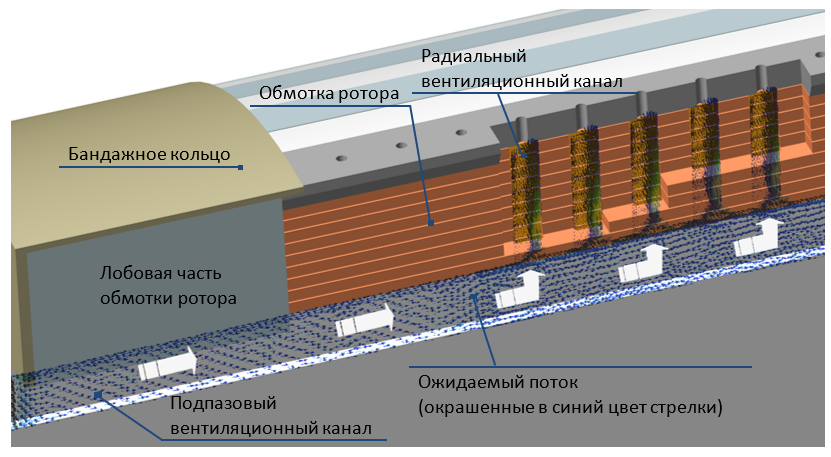 Радиальный
вентиляционный канал
Обмотка ротора
Бандажное кольцо
Лобовая часть
обмотки ротора
Ожидаемый поток
(окрашенные в синий цвет стрелки)
Подпазовый
вентиляционный канал